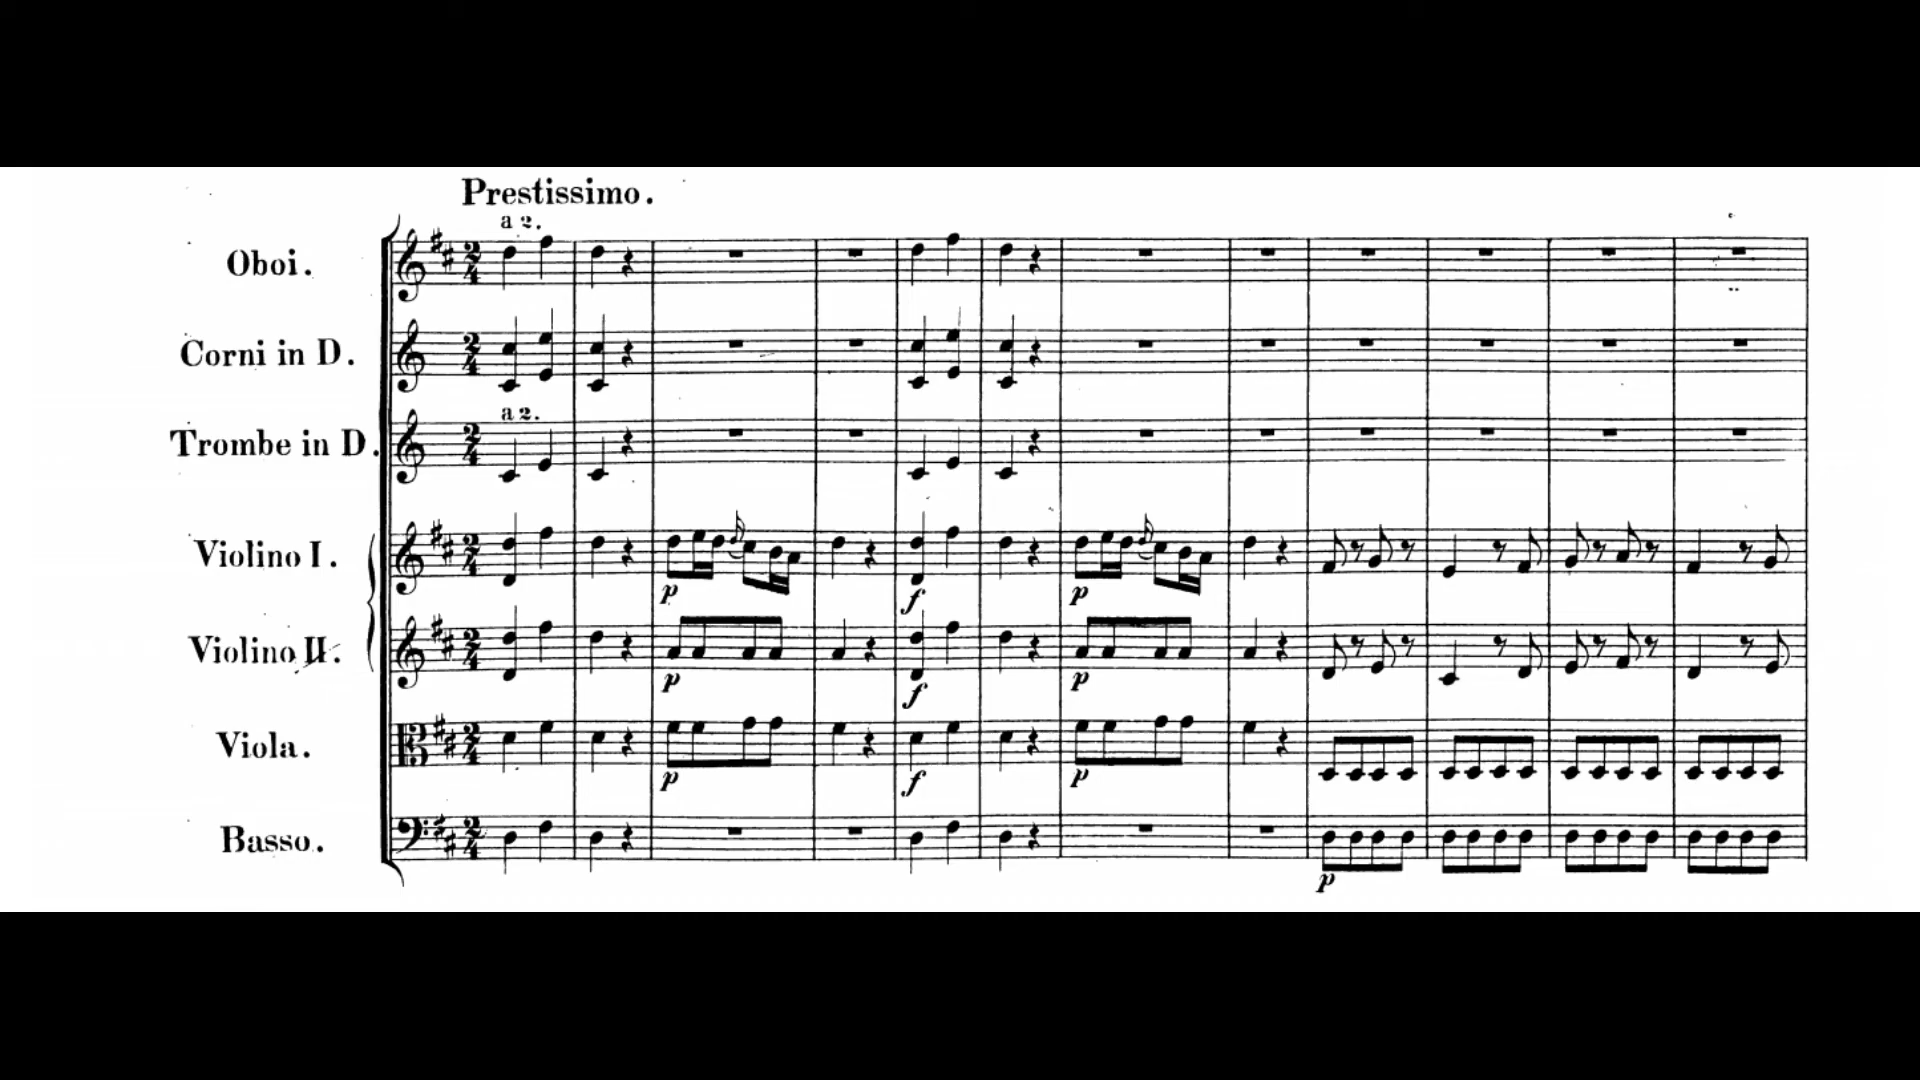 Prestissimo.
a 2.
Oboi.
Corni in D.
a 2.
Trombe in D.
Violino I.
p f p
Violino II.
p f p
Viola.
p f p
Basso.
p